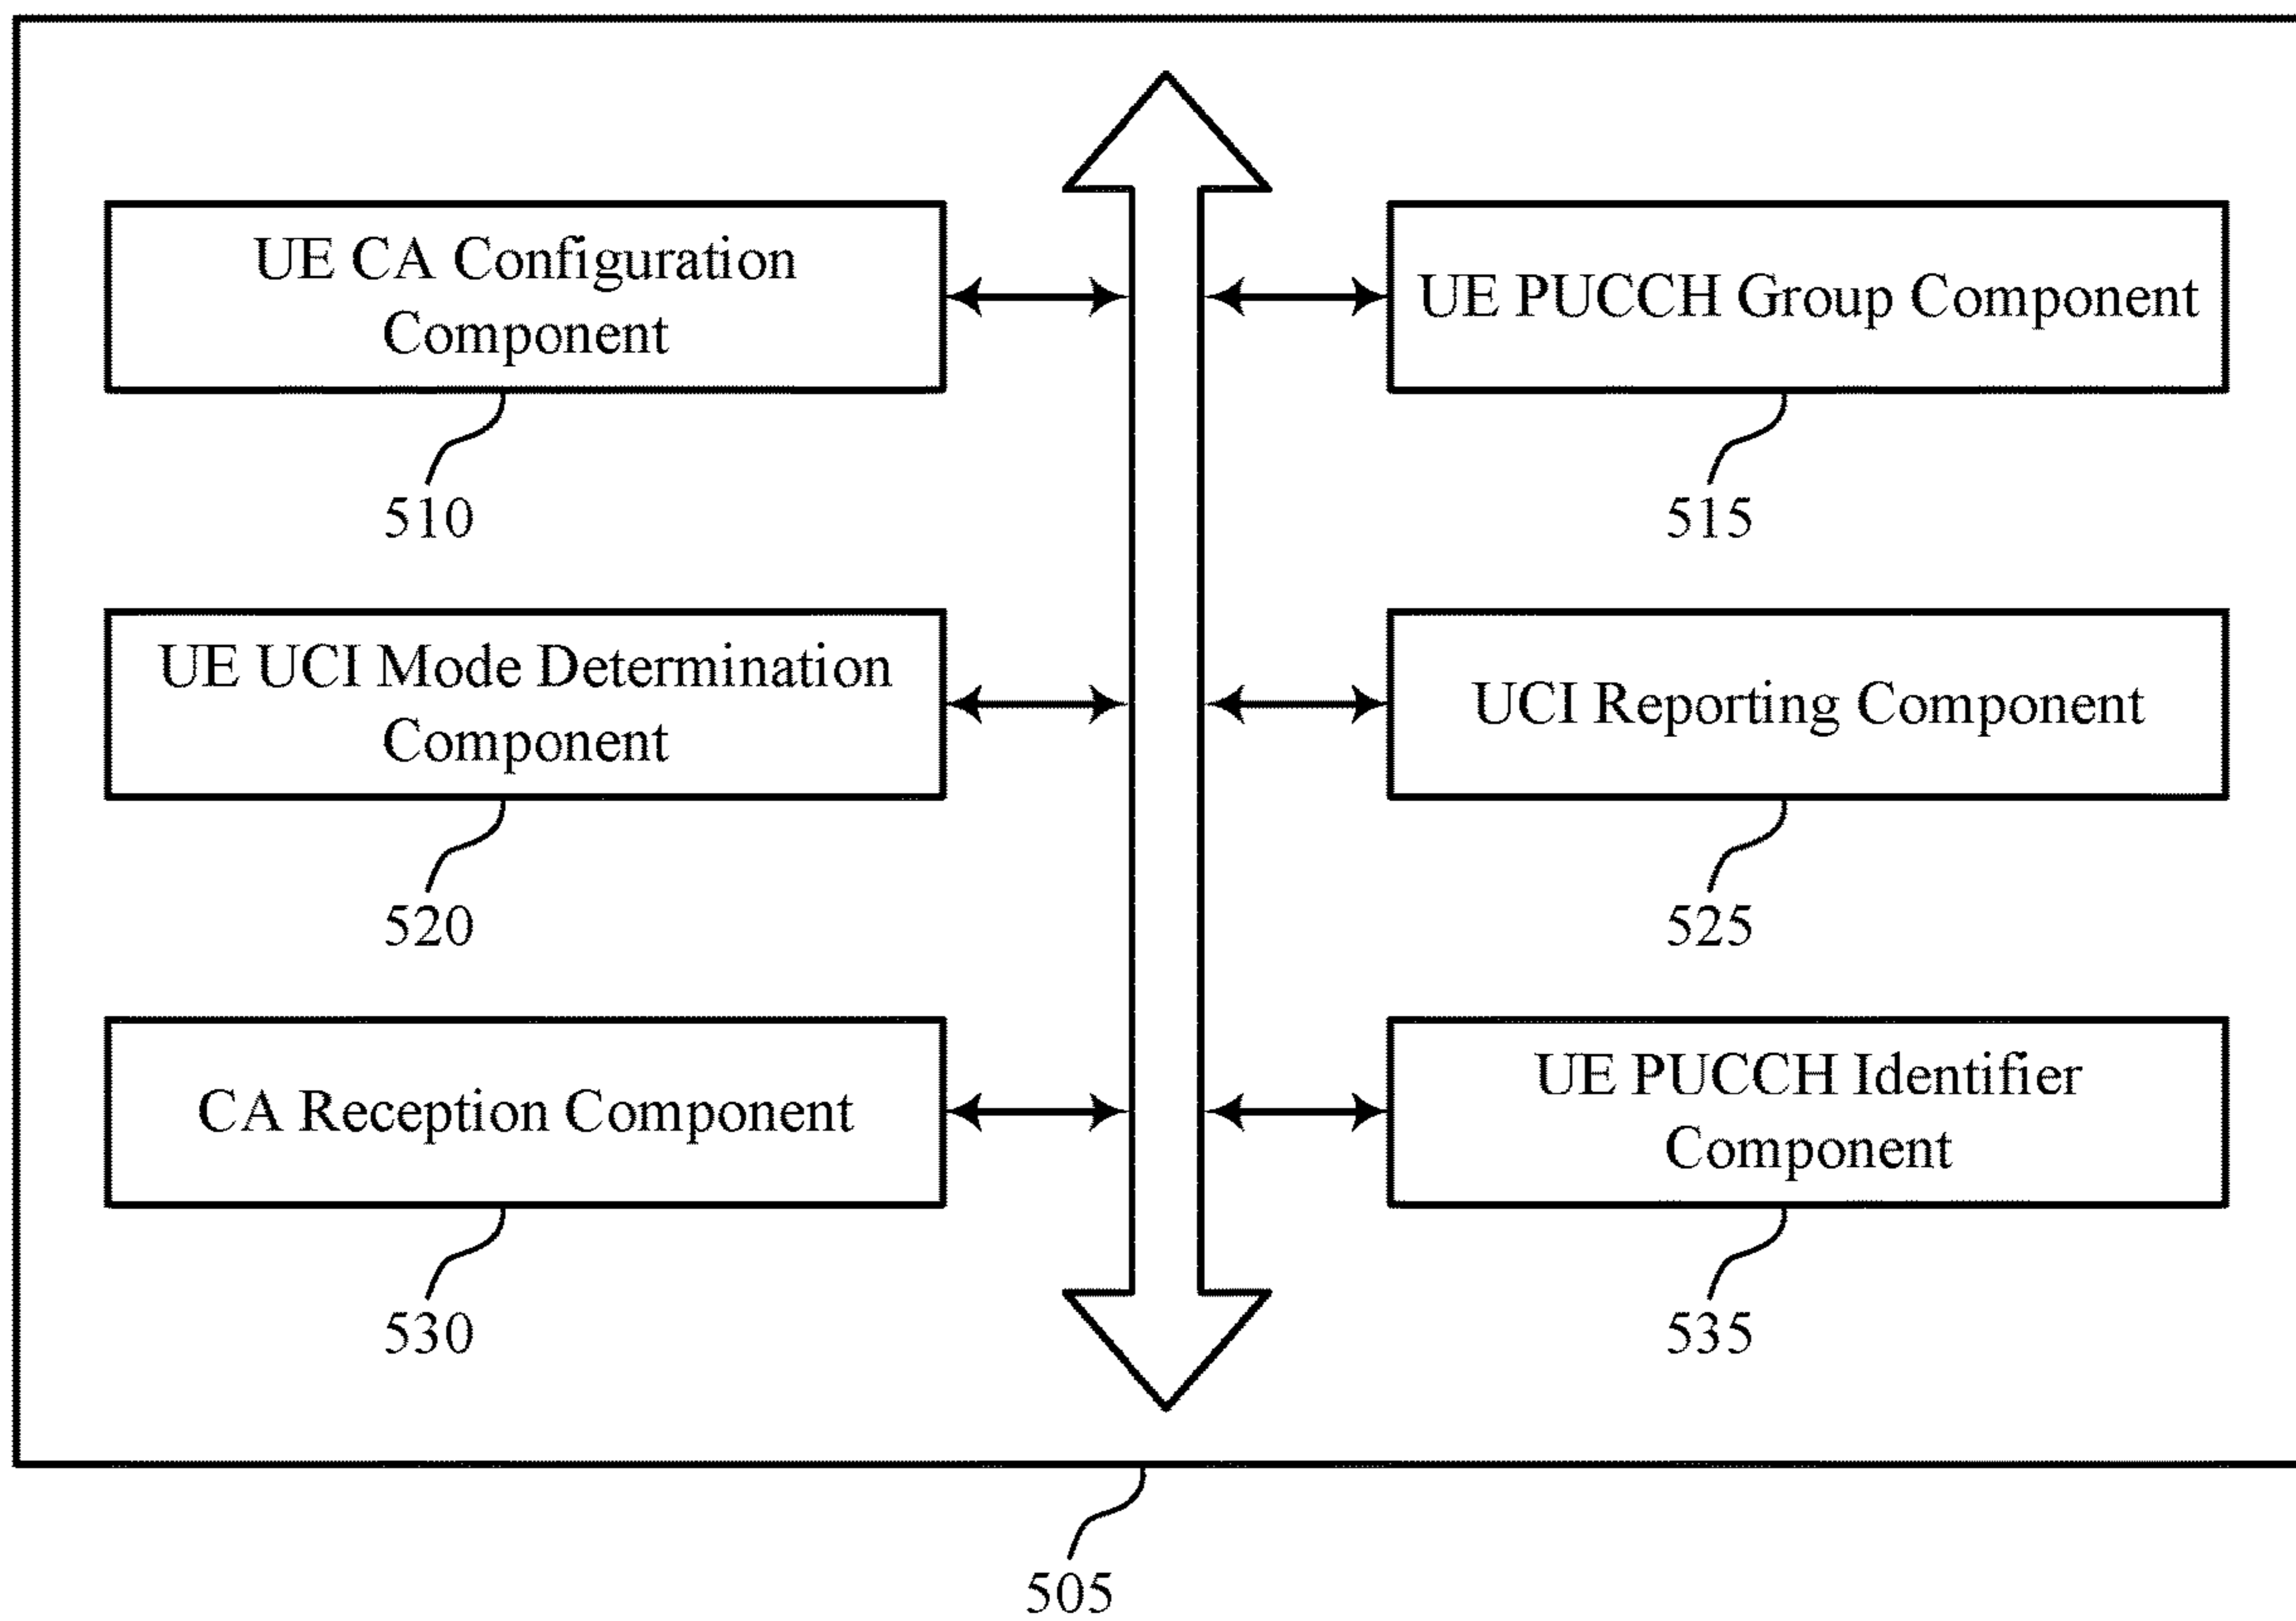 UE CA Configuration
Component
510
UE PUCCH Group Component
515
UE UCI Mode Determination
Component
520
UCI Reporting Component
525
CA Reception Component
530
UE PUCCH Identifier
Component
535
505